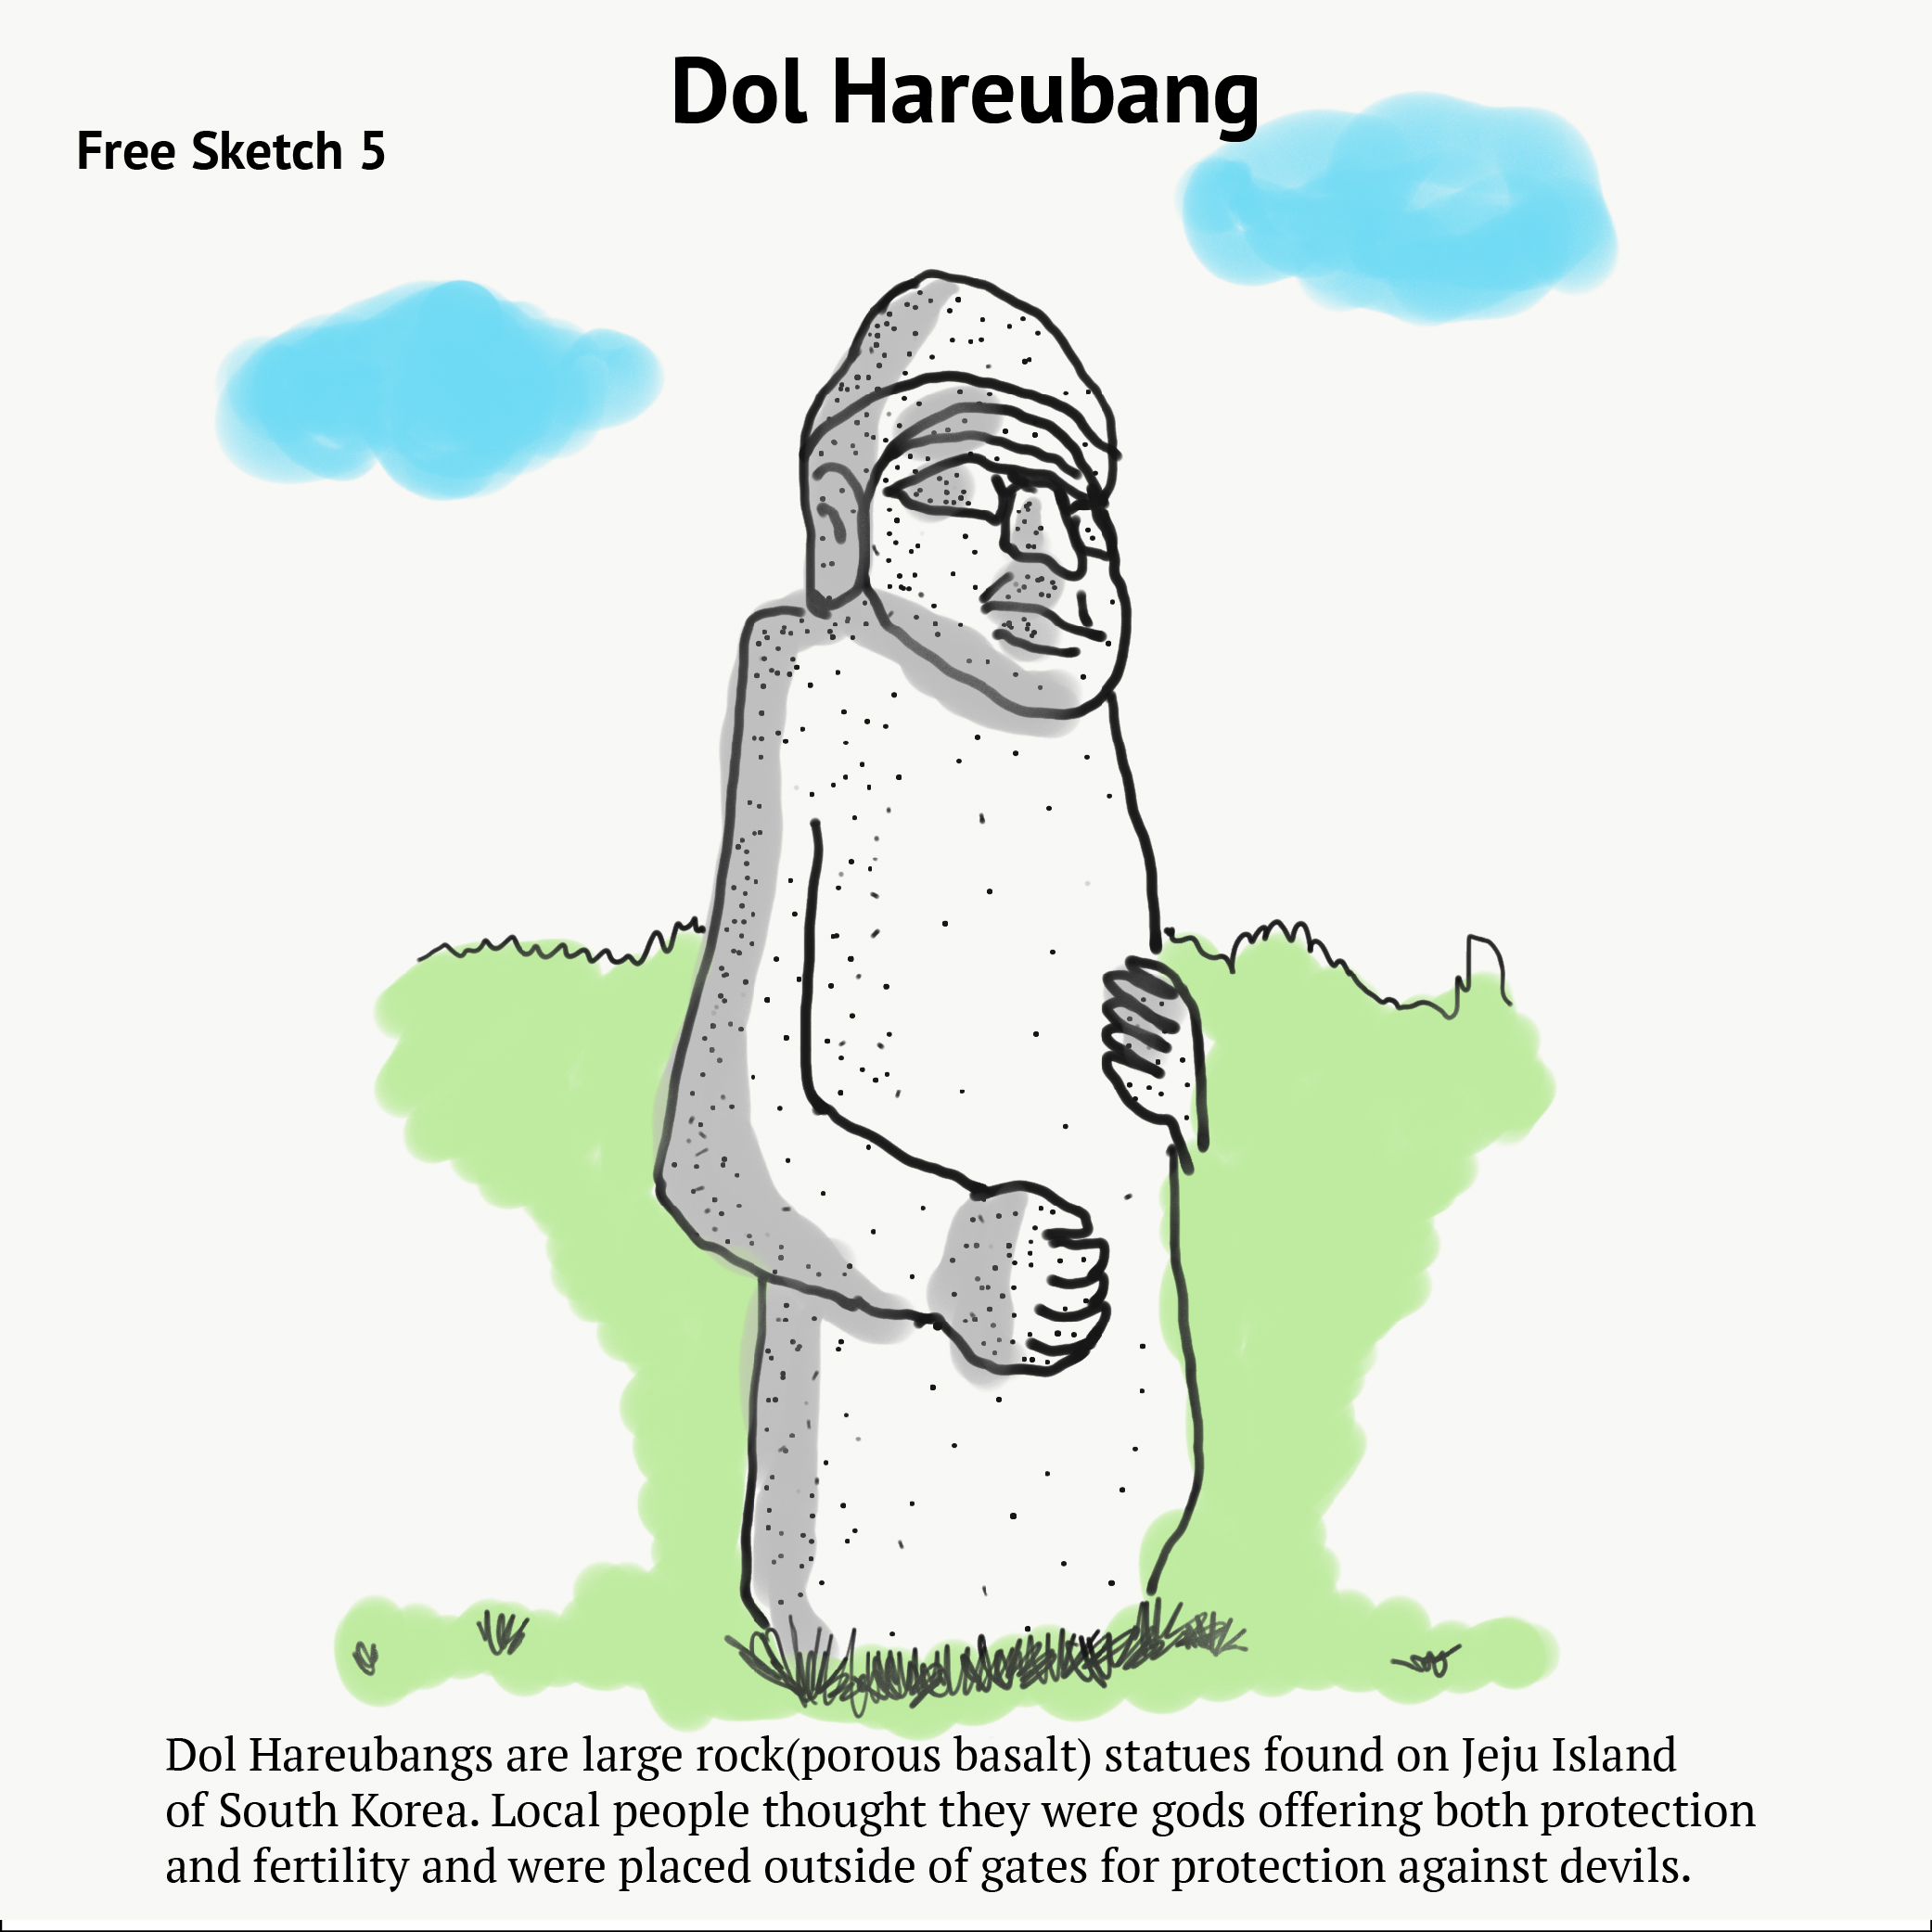 Dol Hareubang
Free Sketch 5
Dol Hareubangs are large rock(porous basalt) statues found on Jeju Island
of South Korea. Local people thought they were gods offering both protection
and fertility and were placed outside of gates for protection against devils.